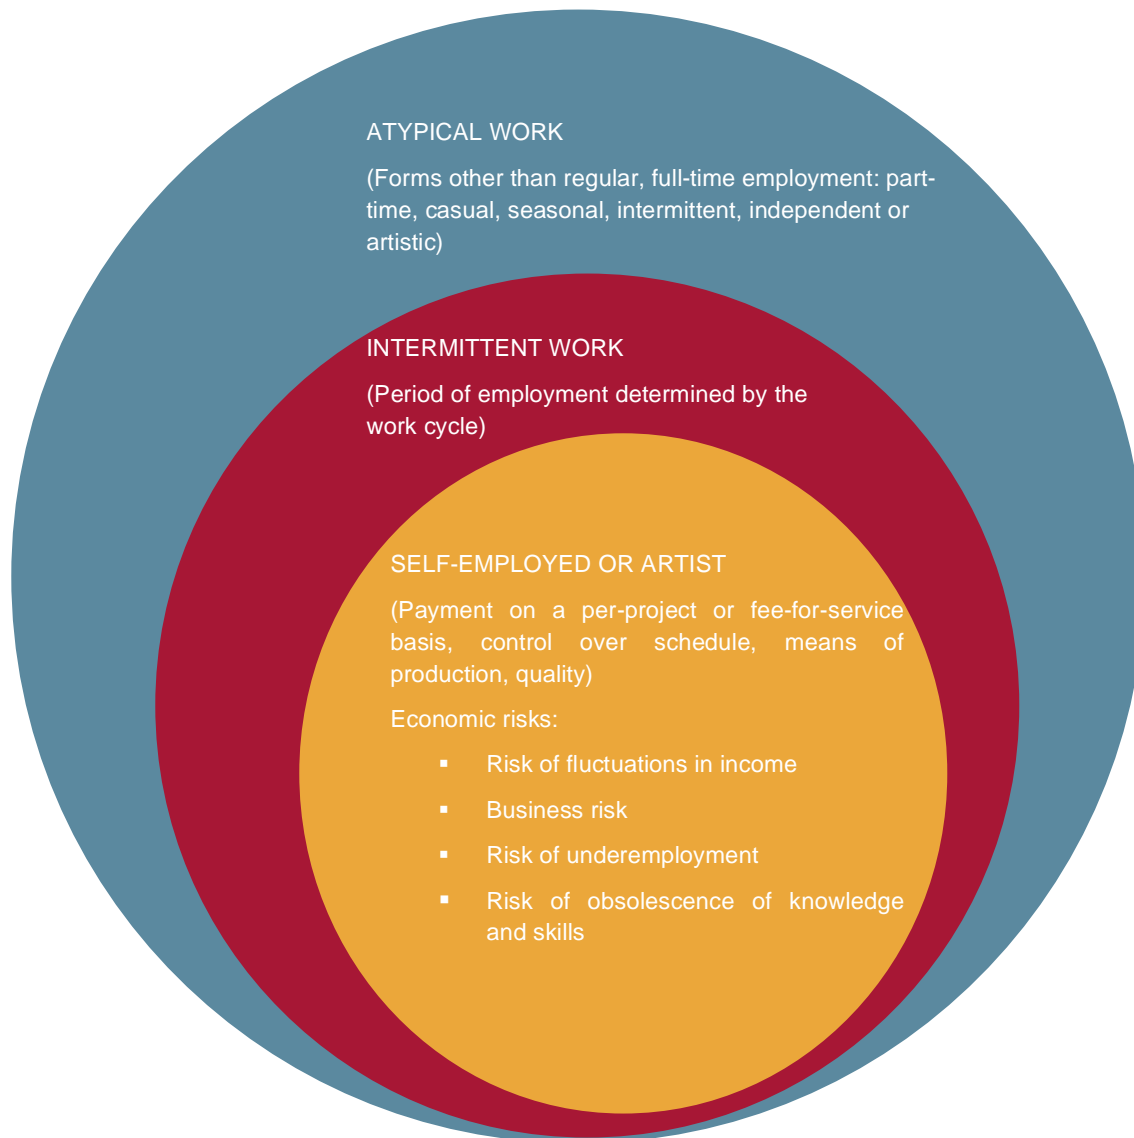 ATYPICAL WORK
(Forms other than regular, full-time employment: part-
time, casual, seasonal, intermittent, independent or
artistic)
INTERMITTENT WORK
(Period of employment determined by the
work cycle)
SELF-EMPLOYED OR ARTIST
(Payment on a per-project or fee-for-service
basis, control over schedule, means of
production, quality)
Economic risks:
▪ Risk of fluctuations in income
▪ Business risk
▪ Risk of underemployment
▪ Risk of obsolescence of knowledge
and skills